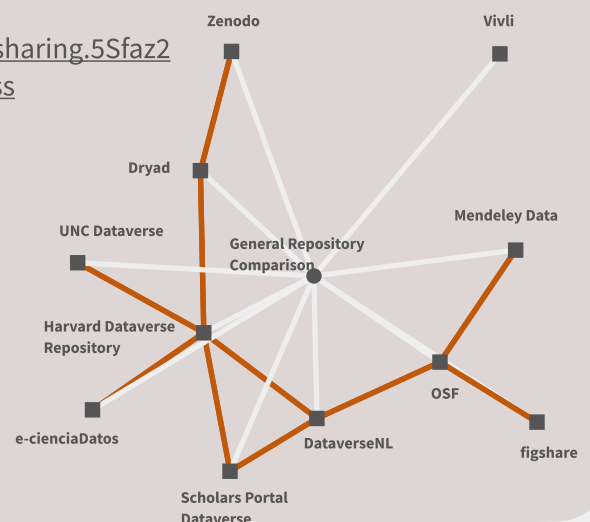 Zenodo
Vivli
sharing.5Sfaz2
ss
Dryad
Mendeley Data
UNC Dataverse
General Repository
Comparison
Harvard Dataverse
Repository
OSF
e-cienciaDatos
DataverseNL
figshare
Scholars Portal
Dataverse